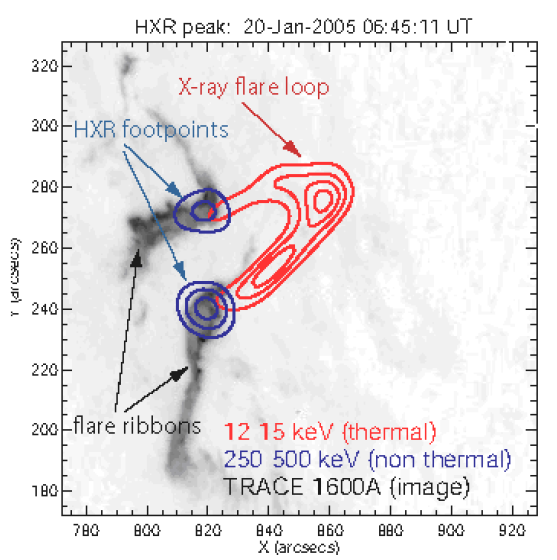 HXR peak: 20-Jan-2005 06:45:11 UT
X-ray flare loop
HXR footpoints
flare ribbons
12 15 keV (thermal)
250 500 keV (non thermal)
TRACE 1600A (image)
Y (arcsecs)
320
300
280
260
240
220
200
180
780 800 820 840 860 880 900 920
X (arcsecs)